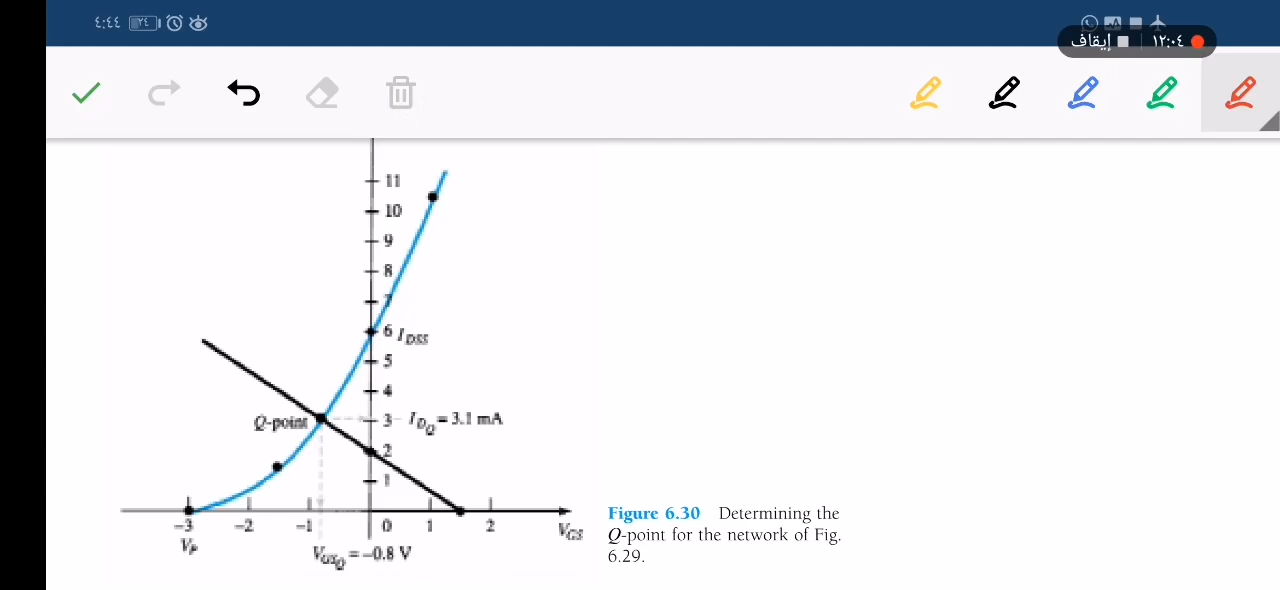 ٤:٤٤ ٧٤
١٢:٠٤ إيقاف
11
10
9
8
7
6 I_DSS
5
4
Q-point 3 I_DQ = 3.1 mA
2
1
-3 -2 -1 0 1 2 V_GS
V_P
V_GSQ = -0.8 V
Figure 6.30 Determining the
Q-point for the network of Fig.
6.29.